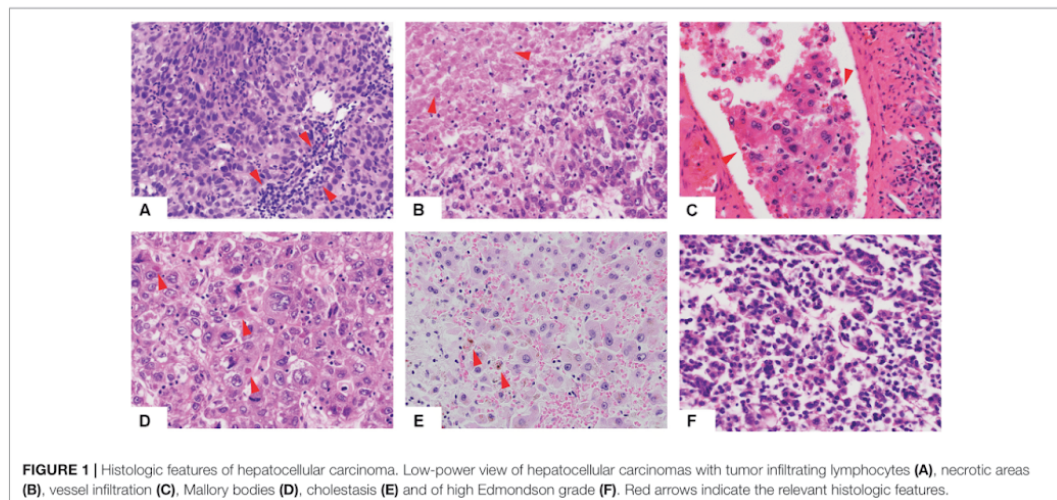 A
B
C
D
E
F
FIGURE 1 | Histologic features of hepatocellular carcinoma. Low-power view of hepatocellular carcinomas with tumor infiltrating lymphocytes (A), necrotic areas
(B), vessel infiltration (C), Mallory bodies (D), cholestasis (E) and of high Edmondson grade (F). Red arrows indicate the relevant histologic features.